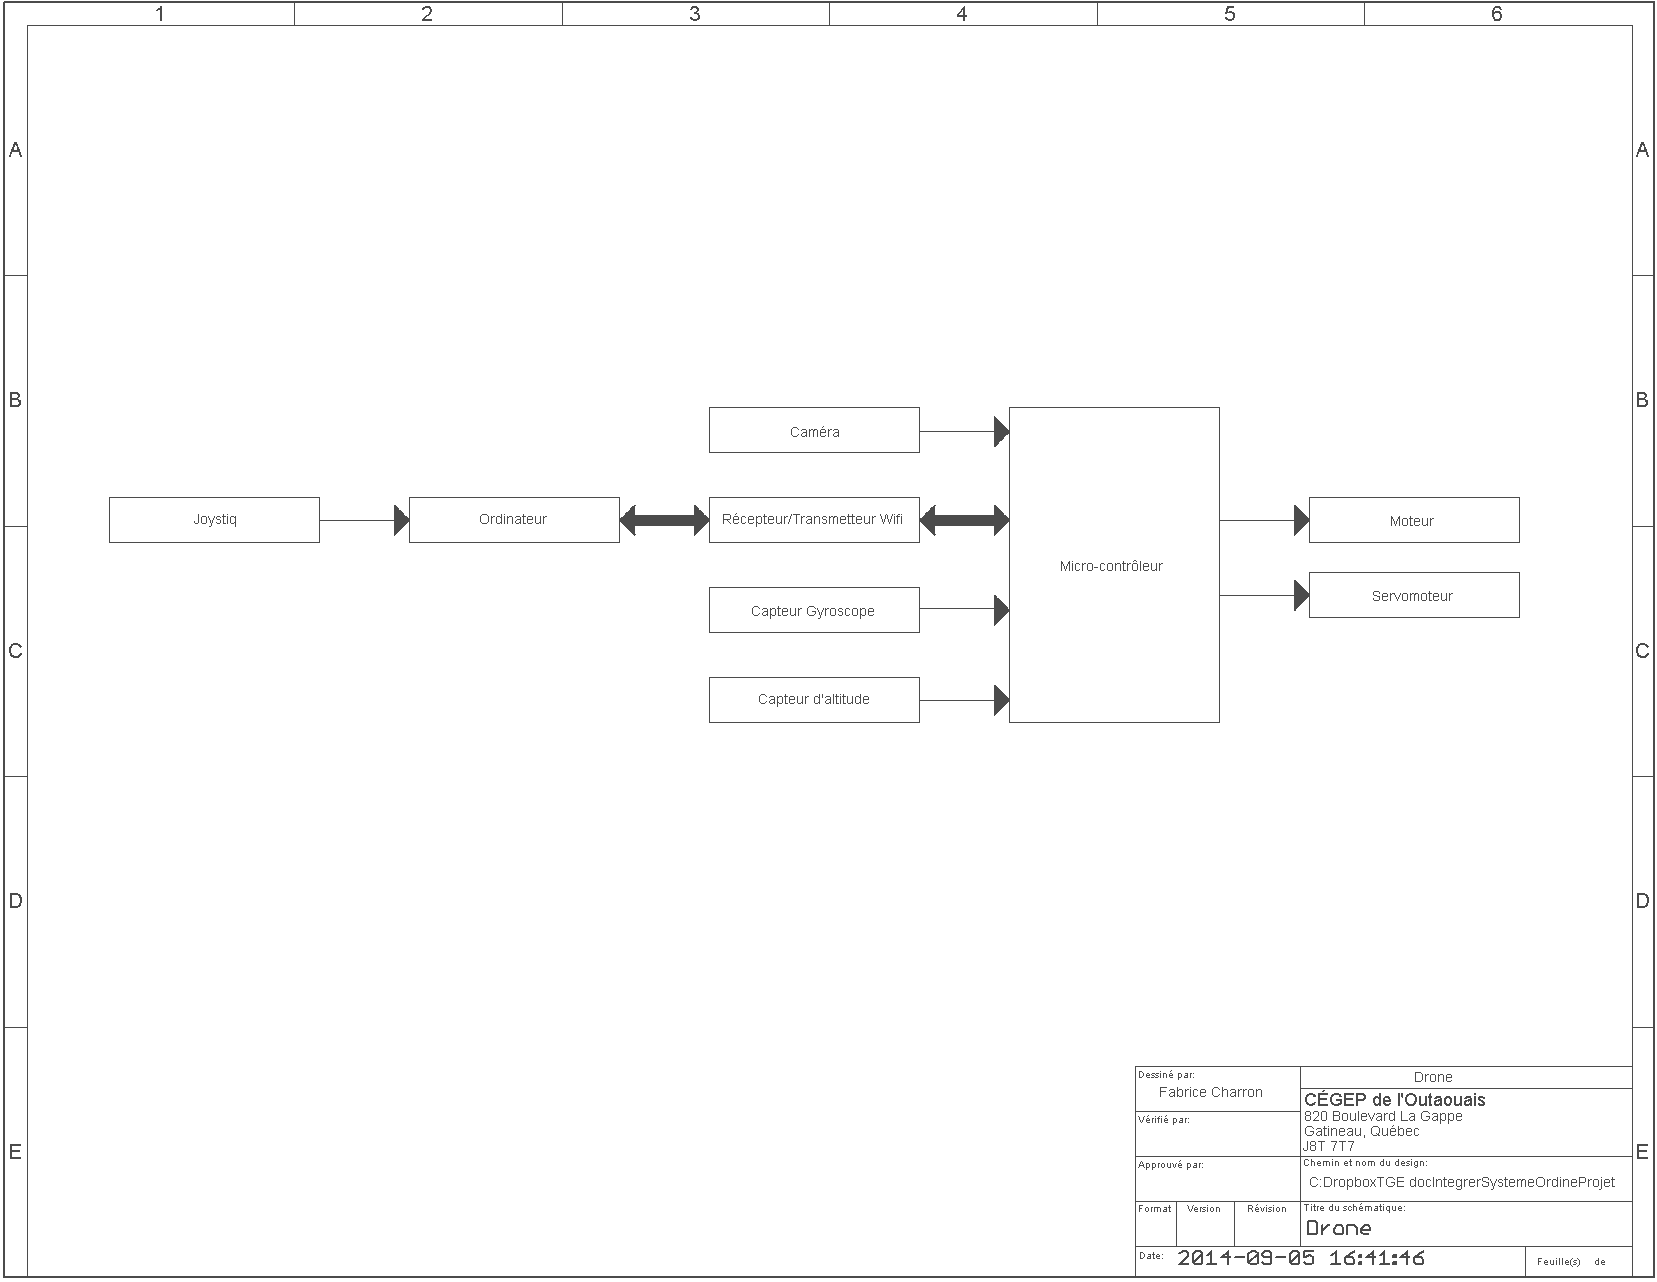 1 2 3 4 5 6
A A
B B
Caméra
Joystiq Ordinateur Récepteur/Transmetteur Wifi Moteur
Micro-contrôleur
Servomoteur
Capteur Gyroscope
C C
Capteur d'altitude
D D
E E
Dessiné par:
Fabrice Charron
Vérifié par:
Approuvé par:
Format Version Révision
Drone
CÉGEP de l'Outaouais
820 Boulevard La Gappe
Gatineau, Québec
J8T 7T7
Chemin et nom du design:
C:DropboxTGE docIntegrerSystemeOrdineProjet
Titre du schématique:
Drone
Date: 2014-09-05 16:41:46
Feuille(s) de